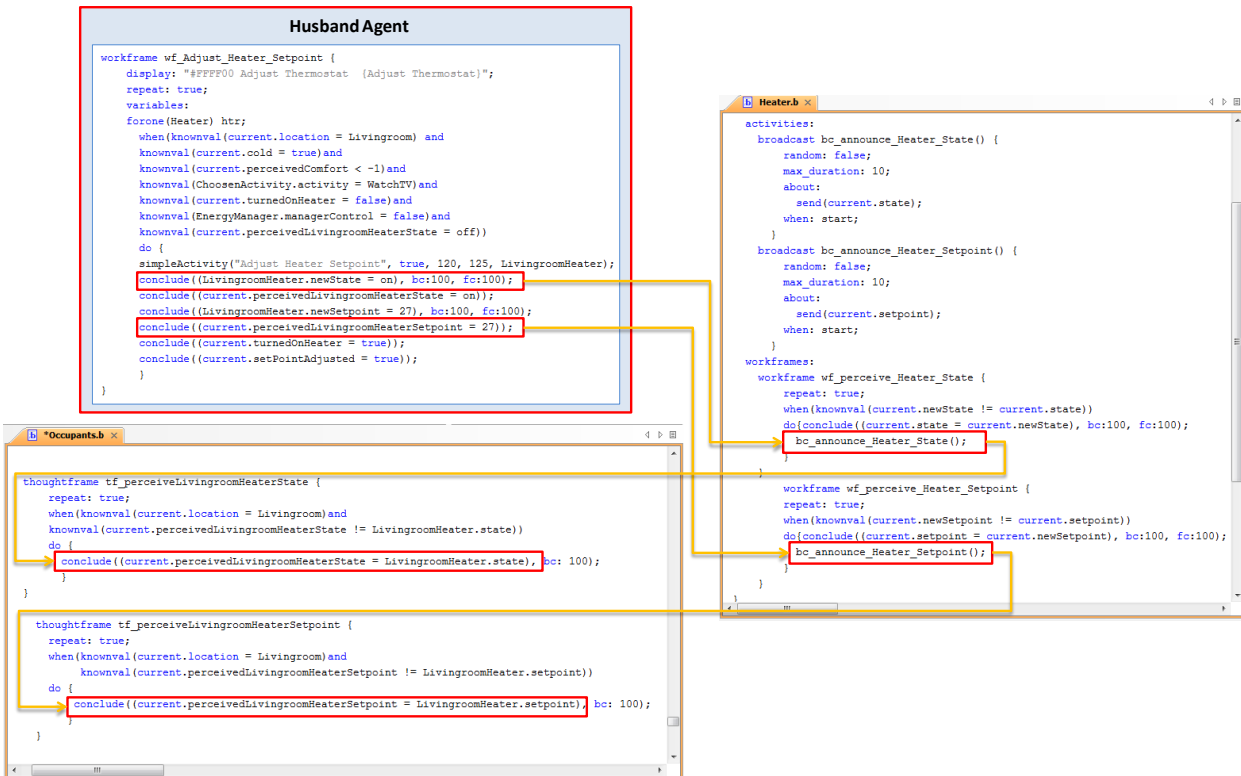 Husband Agent
workframe wf_Adjust_Heater_Setpoint {
display: "#FFFF00 Adjust Thermostat  {Adjust Thermostat}";
repeat: true;
variables:
forone(Heater) htr;
when(knownval(current.location = Livingroom) and
knownval(current.cold = true)and
knownval(current.perceivedComfort < -1)and
knownval(ChoosenActivity.activity = WatchTV)and
knownval(current.turnedOnHeater = false)and
knownval(EnergyManager.managerControl = false)and
knownval(current.perceivedLivingroomHeaterState = off))
do {
simpleActivity("Adjust Heater Setpoint", true, 120, 125, LivingroomHeater);
conclude((LivingroomHeater.newState = on), bc:100, fc:100);
conclude((current.perceivedLivingroomHeaterState = on));
conclude((LivingroomHeater.newSetpoint = 27), bc:100, fc:100);
conclude((current.perceivedLivingroomHeaterSetpoint = 27));
conclude((current.turnedOnHeater = true));
conclude((current.setPointAdjusted = true));
}
}
Heater.b
activities:
broadcast bc_announce_Heater_State() {
random: false;
max_duration: 10;
about:
send(current.state);
when: start;
}
broadcast bc_announce_Heater_Setpoint() {
random: false;
max_duration: 10;
about:
send(current.setpoint);
when: start;
}
workframes:
workframe wf_perceive_Heater_State {
repeat: true;
when(knownval(current.newState != current.state))
do{conclude((current.state = current.newState), bc:100, fc:100);
bc_announce_Heater_State();
}
}
workframe wf_perceive_Heater_Setpoint {
repeat: true;
when(knownval(current.newSetpoint != current.setpoint))
do{conclude((current.setpoint = current.newSetpoint), bc:100, fc:100);
bc_announce_Heater_Setpoint();
}
}
}
*Occupants.b
thoughtframe tf_perceiveLivingroomHeaterState {
repeat: true;
when(knownval(current.location = Livingroom)and
knownval(current.perceivedLivingroomHeaterState != LivingroomHeater.state))
do {
conclude((current.perceivedLivingroomHeaterState = LivingroomHeater.state), bc: 100);
}
}
thoughtframe tf_perceiveLivingroomHeaterSetpoint {
repeat: true;
when(knownval(current.location = Livingroom)and
knownval(current.perceivedLivingroomHeaterSetpoint != LivingroomHeater.setpoint))
do {
conclude((current.perceivedLivingroomHeaterSetpoint = LivingroomHeater.setpoint), bc: 100);
}
}